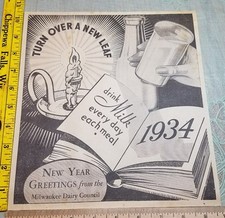 Chippewa Falls, Wis.
TURN OVER A NEW LEAF
drink
Milk
every day
each meal
1934
NEW YEAR
GREETINGS from the
Milwaukee Dairy Council